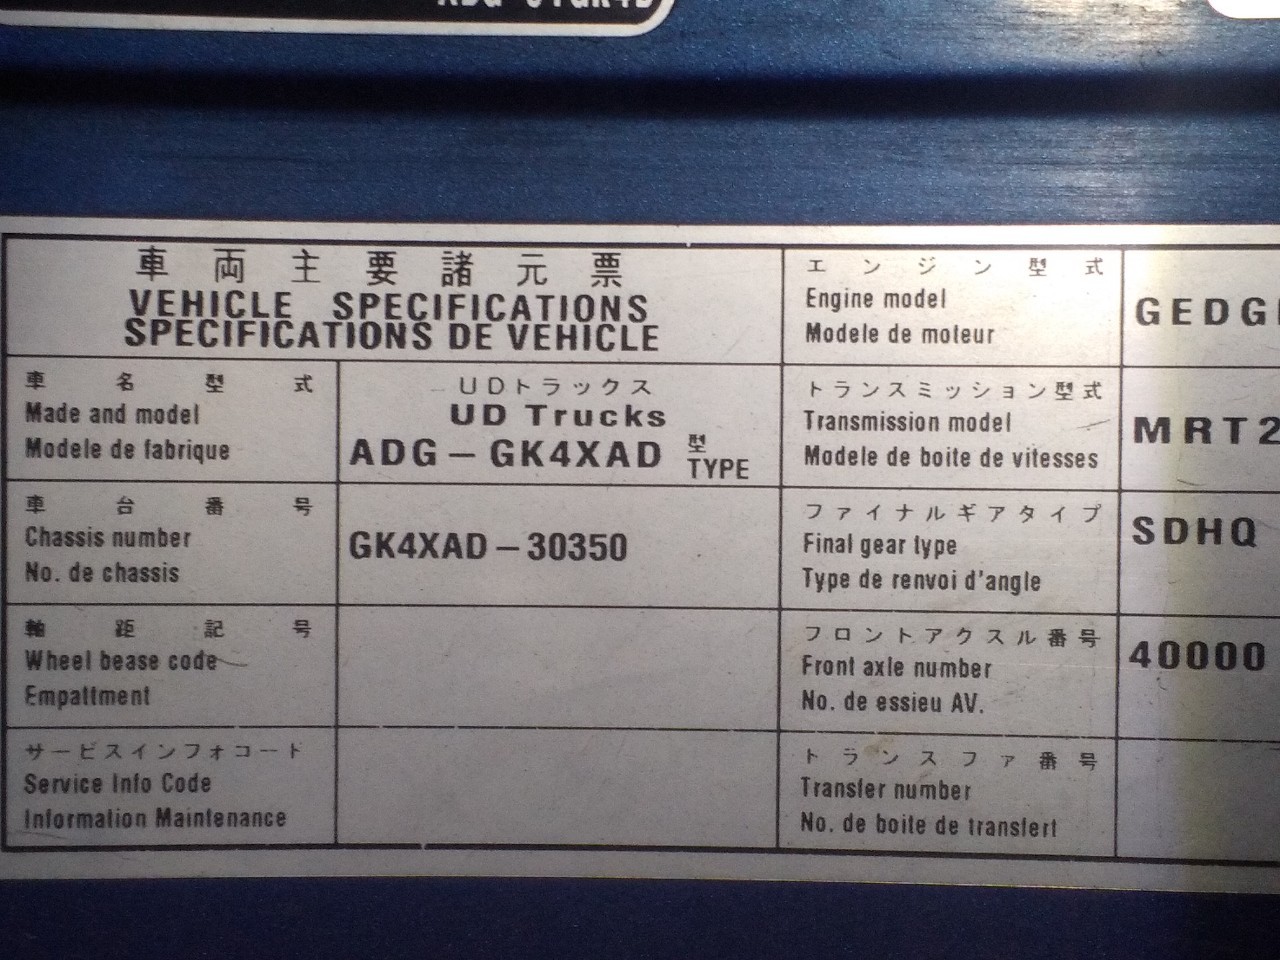 車両主要諸元票
VEHICLE SPECIFICATIONS
SPECIFICATIONS DE VEHICLE
車名型式
Made and model
Modele de fabrique
UDトラックス
UD Trucks
ADG－GK4XAD 型
TYPE
車台番号
Chassis number
No. de chassis
GK4XAD－30350
軸距記号
Wheel bease code
Empattment
サービスインフォコード
Service Info Code
Information Maintenance
エンジン型式
Engine model
Modele de moteur
GEDG
トランスミッション型式
Transmission model
Modele de boite de vitesses
MRT2
ファイナルギアタイプ
Final gear type
Type de renvoi d'angle
SDHQ
フロントアクスル番号
Front axle number
No. de essieu AV.
40000
トランスファ番号
Transfer number
No. de boite de transfert